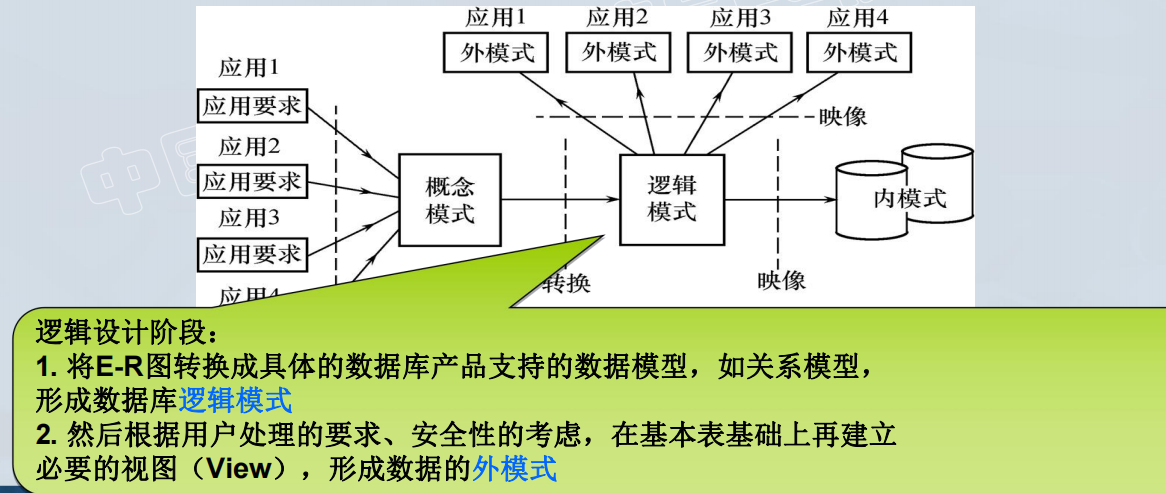 应用1 应用2 应用3 应用4
外模式 外模式 外模式 外模式
应用1
应用要求
映像
应用2
应用要求
概念
模式
逻辑
模式
内模式
应用3
应用要求
转换
映像
应用4
逻辑设计阶段：
1. 将E-R图转换成具体的数据库产品支持的数据模型，如关系模型，
形成数据库逻辑模式
2. 然后根据用户处理的要求、安全性的考虑，在基本表基础上再建立
必要的视图（View），形成数据的外模式